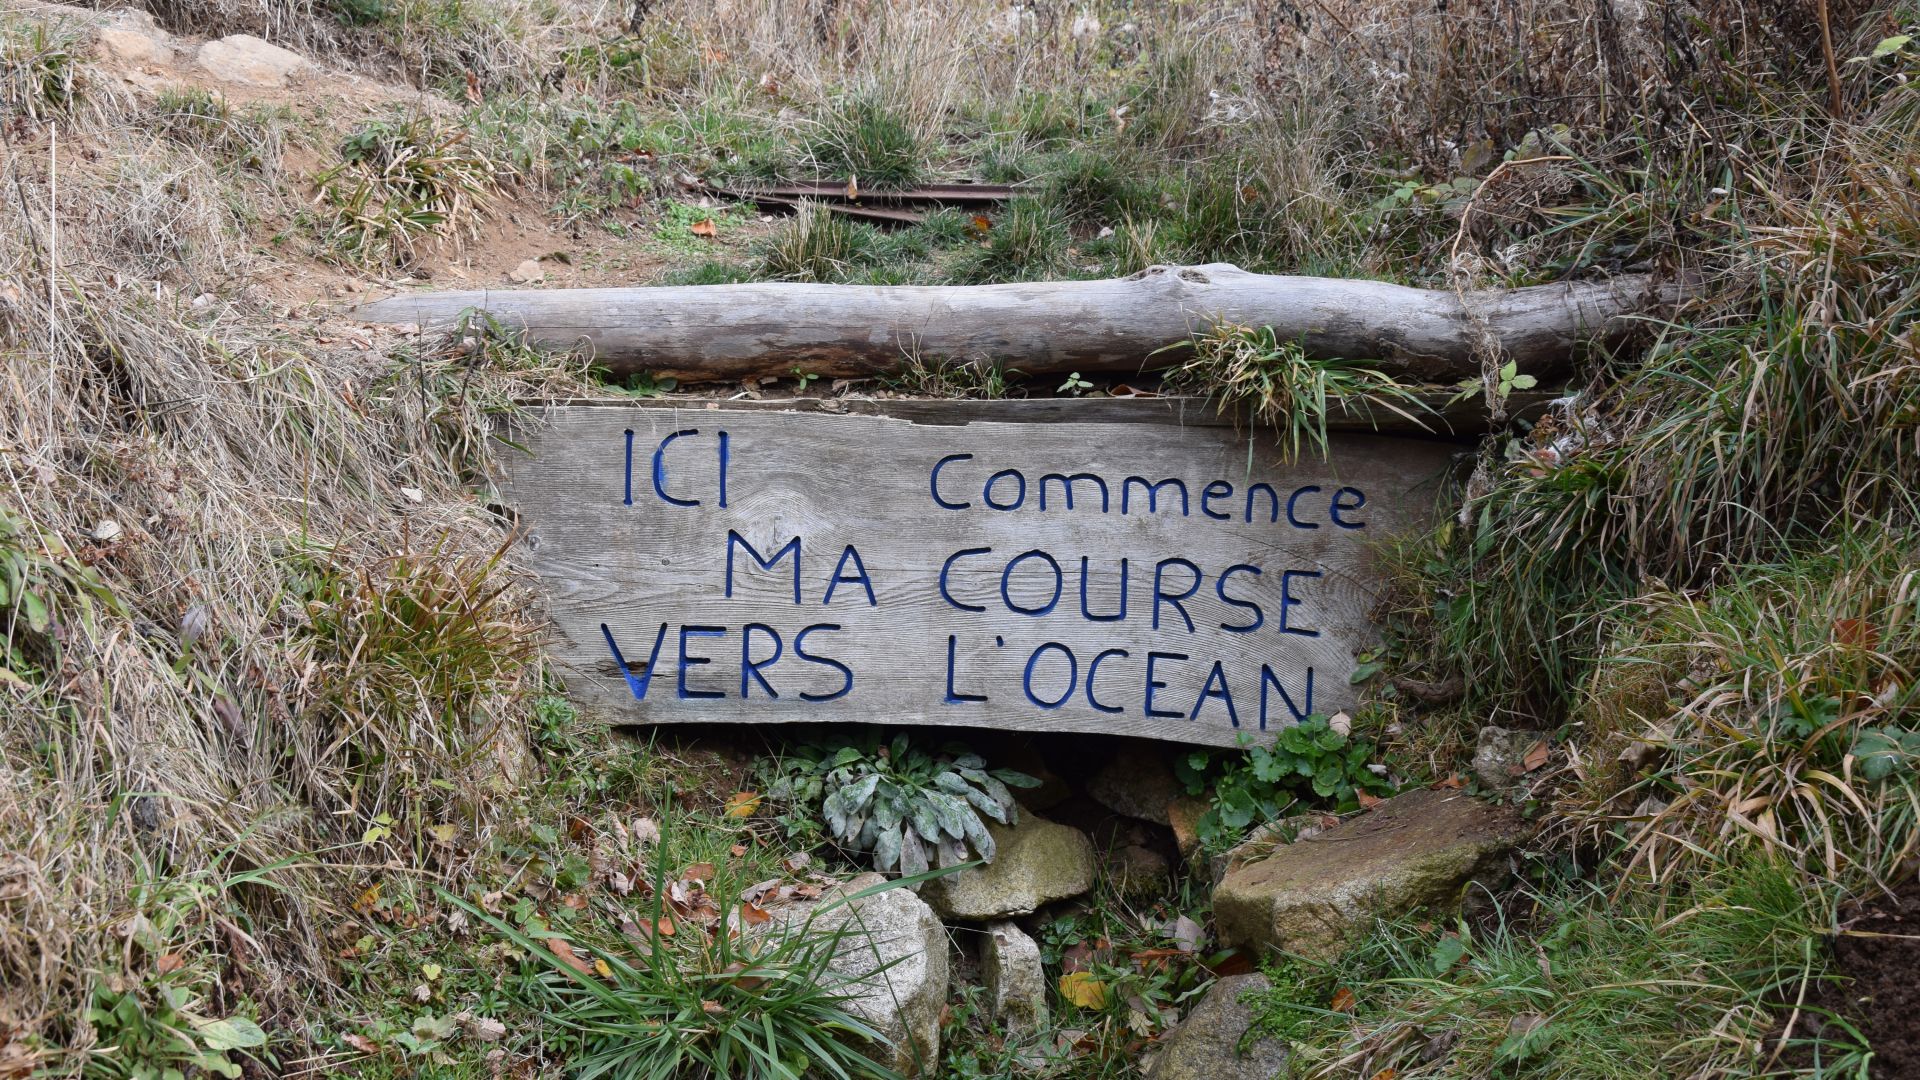 ICI Commence
MA COURSE
VERS L'OCEAN